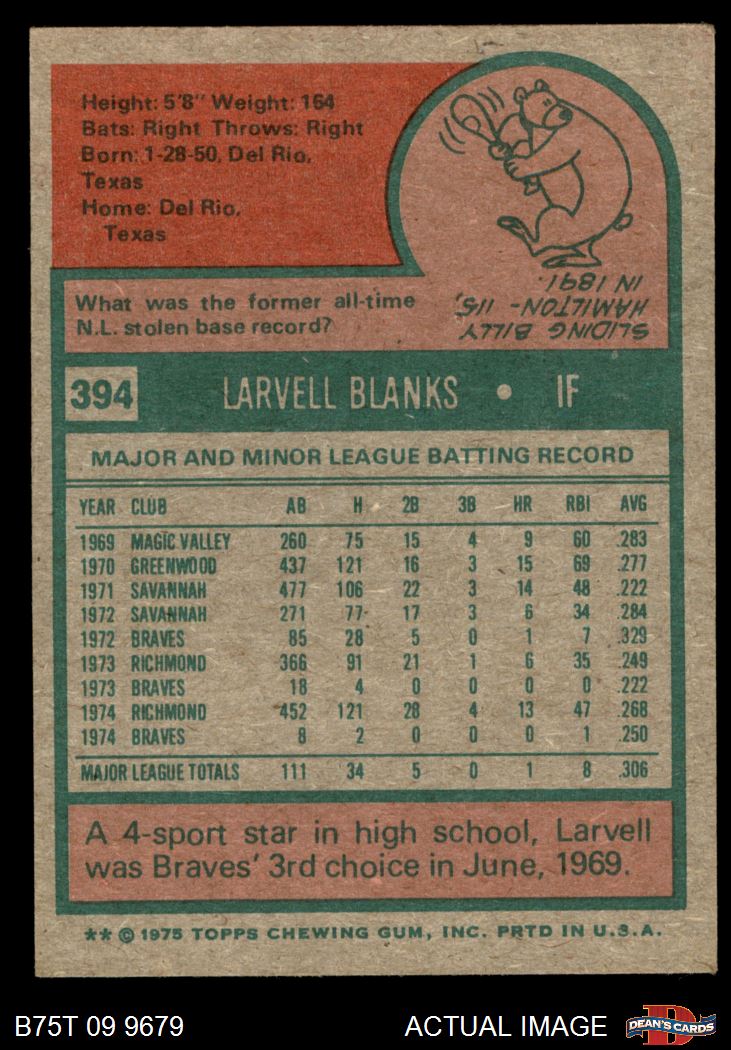 Height: 5'8" Weight: 164
Bats: Right Throws: Right
Born: 1-28-50, Del Rio,
Texas
Home: Del Rio,
Texas
What was the former all-time
N.L. stolen base record?
SLIDING BILLY
HAMILTON - 115,
IN 1891.
394 LARVELL BLANKS • IF
MAJOR AND MINOR LEAGUE BATTING RECORD
YEAR CLUB AB H 2B 3B HR RBI AVG
1969 MAGIC VALLEY 260 75 15 4 9 60 .283
1970 GREENWOOD 437 121 16 3 15 69 .277
1971 SAVANNAH 477 106 22 3 14 48 .222
1972 SAVANNAH 271 77 17 3 6 34 .284
1972 BRAVES 85 28 5 0 1 7 .329
1973 RICHMOND 366 91 21 1 6 35 .249
1973 BRAVES 18 4 0 0 0 0 .222
1974 RICHMOND 452 121 28 4 13 47 .268
1974 BRAVES 8 2 0 0 0 1 .250
MAJOR LEAGUE TOTALS 111 34 5 0 1 8 .306
A 4-sport star in high school, Larvell
was Braves' 3rd choice in June, 1969.
** © 1975 TOPPS CHEWING GUM, INC. PRTD IN U.S.A.
B75T 09 9679 ACTUAL IMAGE D DEAN'S CARDS